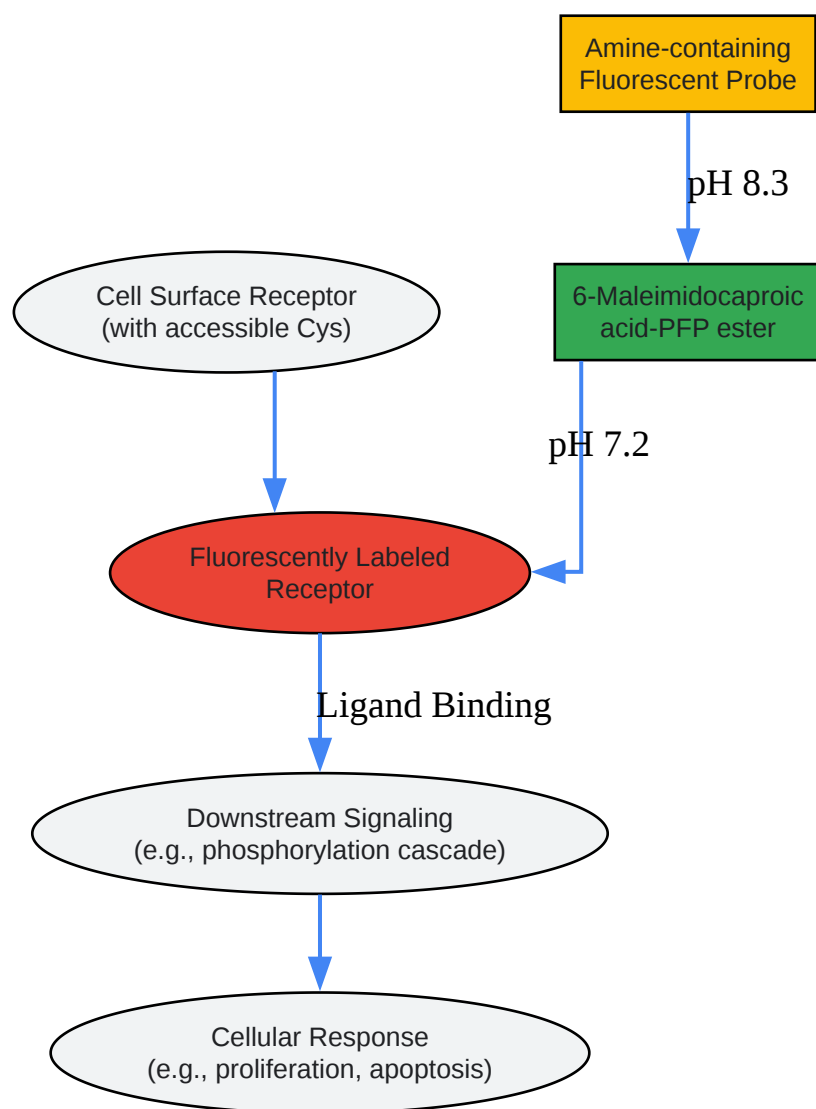 Amine-containing
Fluorescent Probe
pH 8.3
Cell Surface Receptor
(with accessible Cys)
6-Maleimidocaproic
acid-PFP ester
pH 7.2
Fluorescently Labeled
Receptor
Ligand Binding
Downstream Signaling
(e.g., phosphorylation cascade)
Cellular Response
(e.g., proliferation, apoptosis)